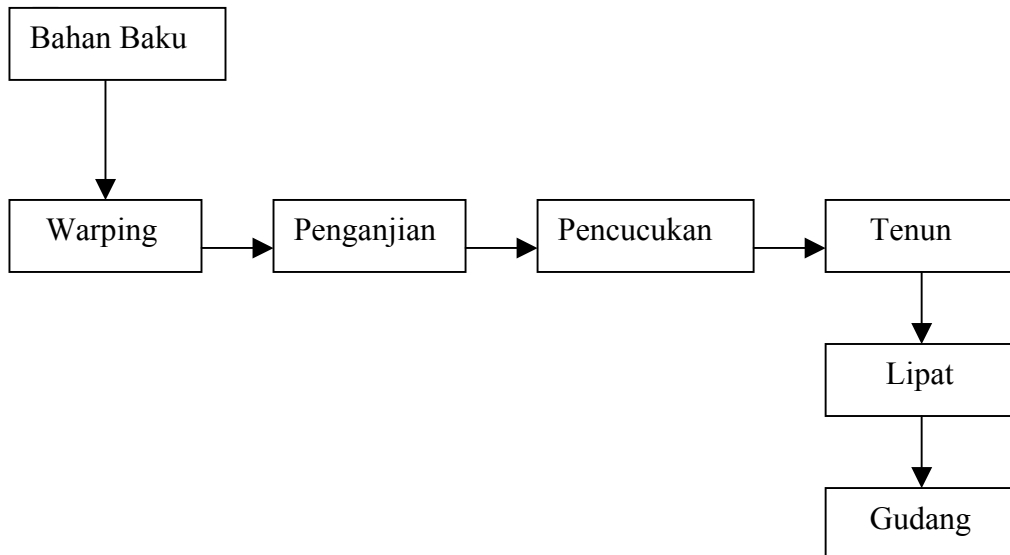 Bahan Baku
Warping
Penganjian
Pencucukan
Tenun
Lipat
Gudang